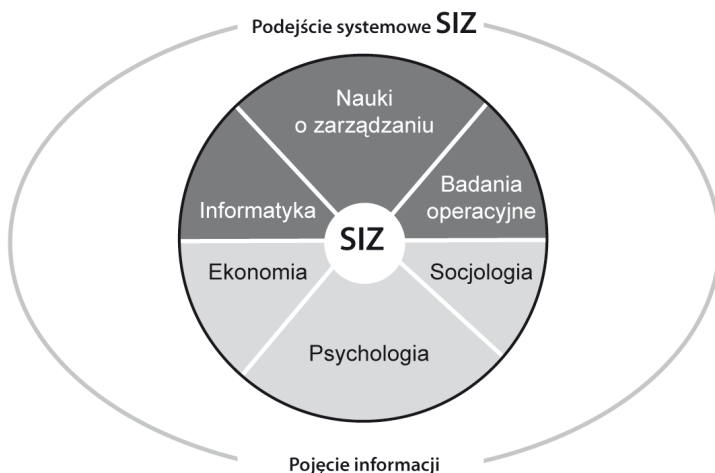 Podejście systemowe SIZ
Nauki
o zarządzaniu
Informatyka
Badania
operacyjne
SIZ
Ekonomia
Socjologia
Psychologia
Pojęcie informacji